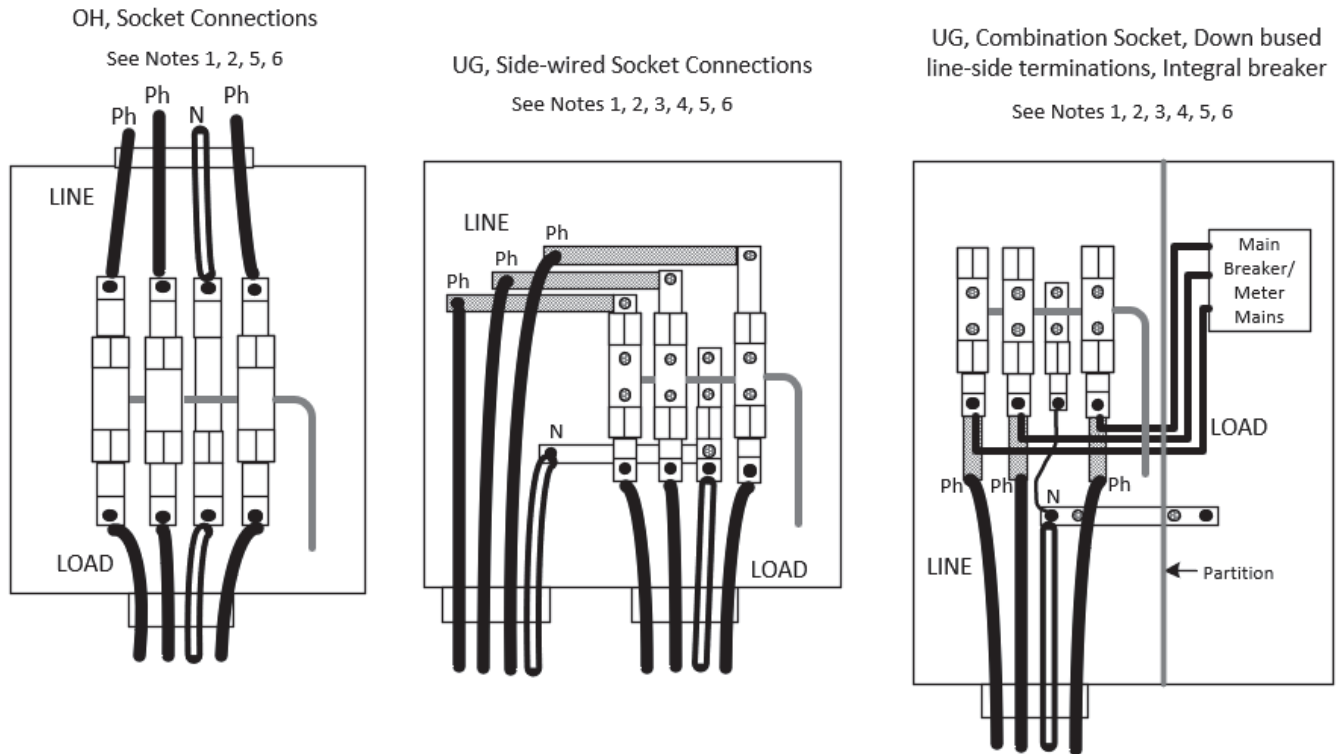 OH, Socket Connections
See Notes 1, 2, 5, 6
Ph
Ph
N
Ph
LINE
LOAD
UG, Side-wired Socket Connections
See Notes 1, 2, 3, 4, 5, 6
LINE
Ph
Ph
Ph
N
LOAD
UG, Combination Socket, Down bused
line-side terminations, Integral breaker
See Notes 1, 2, 3, 4, 5, 6
Main
Breaker/
Meter
Mains
LOAD
Ph
Ph
Ph
N
LINE
Partition